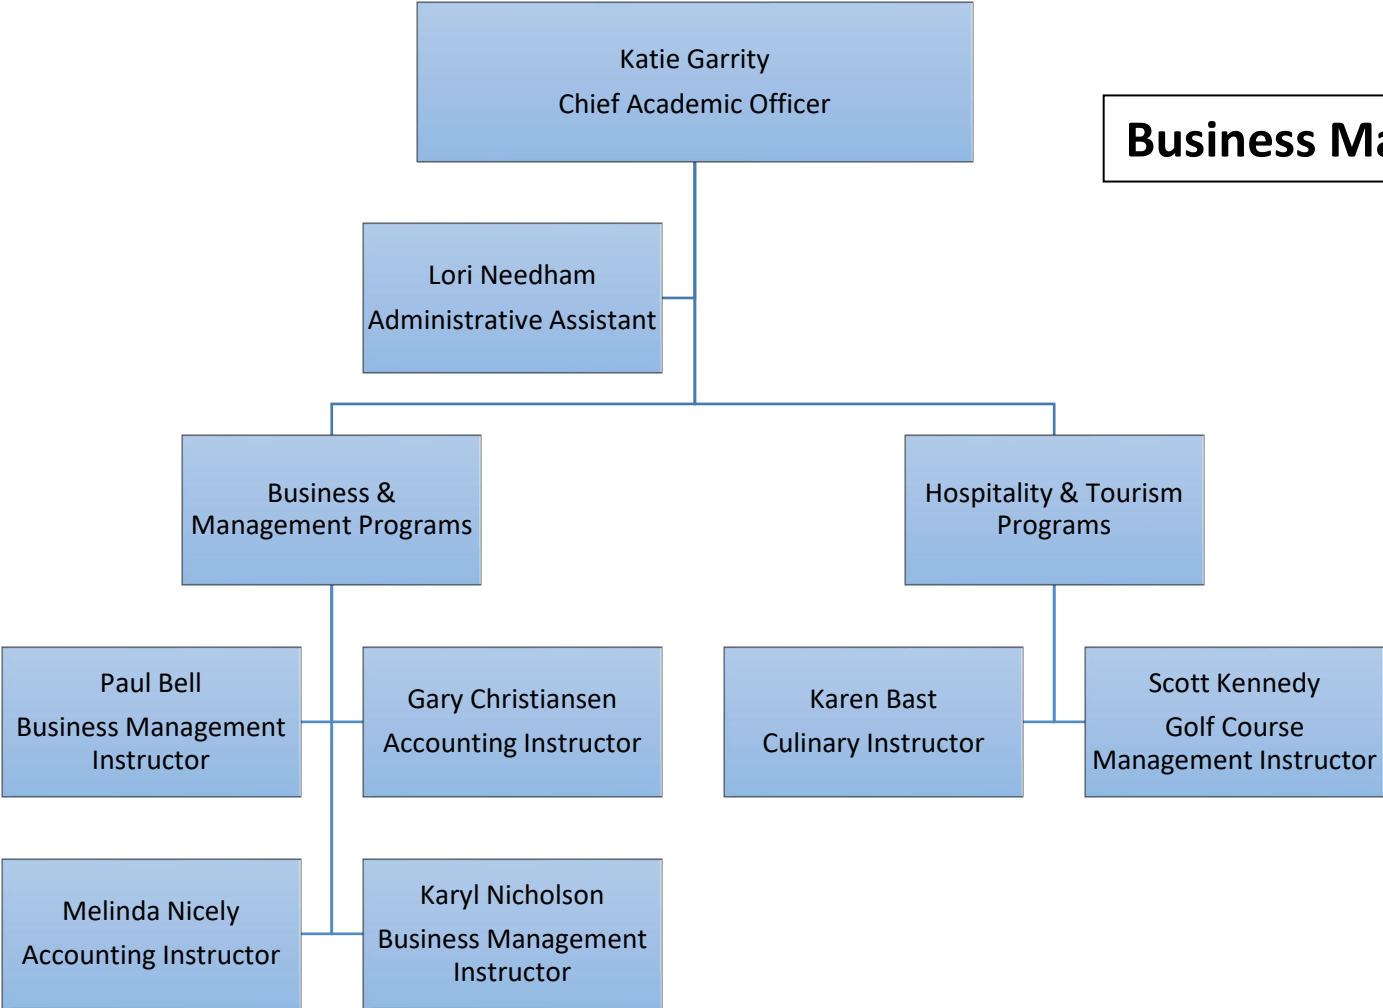 Katie Garrity
Chief Academic Officer
Business Ma
Lori Needham
Administrative Assistant
Business &
Management Programs
Hospitality & Tourism
Programs
Paul Bell
Business Management
Instructor
Gary Christiansen
Accounting Instructor
Karen Bast
Culinary Instructor
Scott Kennedy
Golf Course
Management Instructor
Melinda Nicely
Accounting Instructor
Karyl Nicholson
Business Management
Instructor